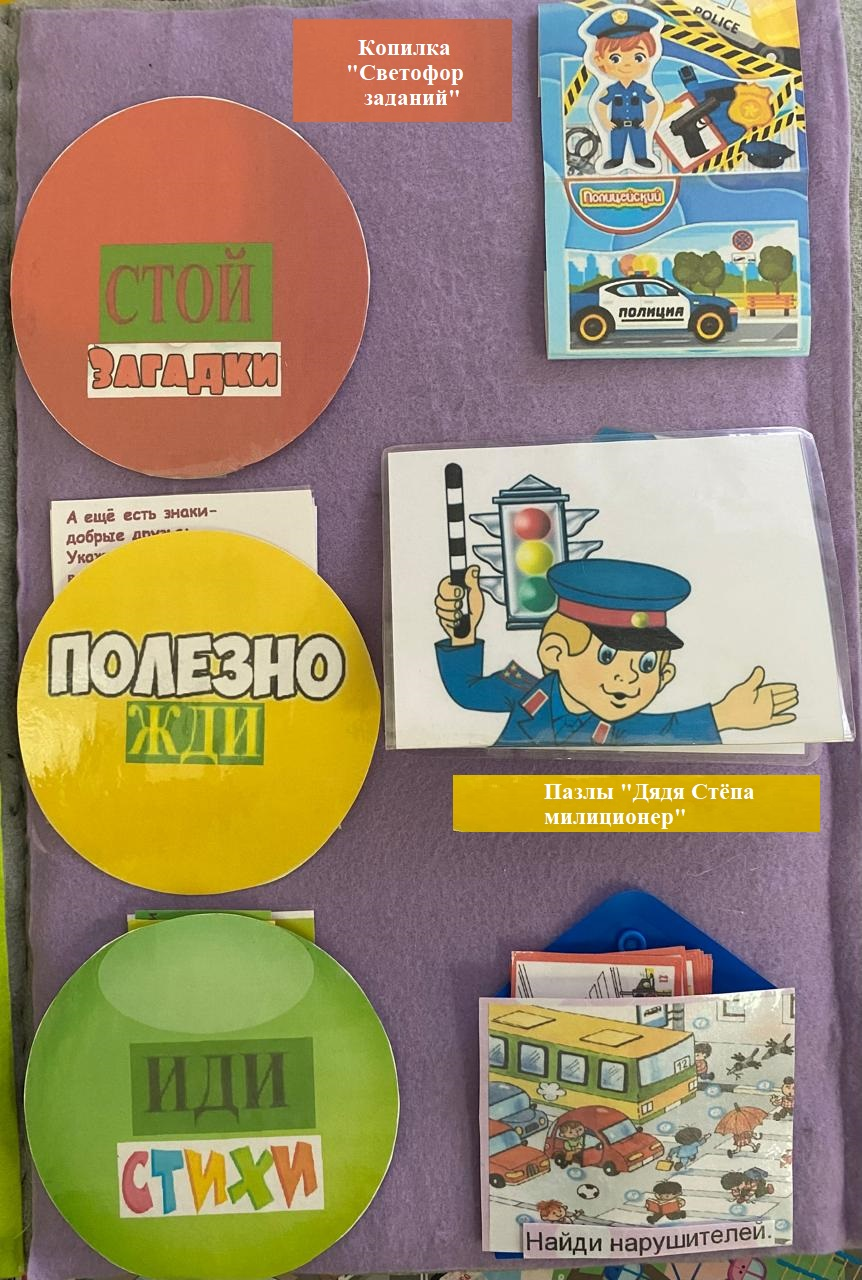 Копилка
"Светофор
заданий"
POLICE
Полицейский
ПОЛИЦИЯ
СТОЙ
ЗАГАДКИ
А ещё есть знаки-
добрые друзья:
ПОЛЕЗНО
ЖДИ
Пазлы "Дядя Стёпа
милиционер"
ИДИ
СТИХИ
12
Найди нарушителей.